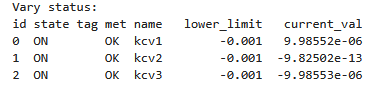 Vary status:
id state tag met name lower_limit current_val
0 ON OK kcv1 -0.001 9.98552e-06
1 ON OK kcv2 -0.001 -9.82502e-13
2 ON OK kcv3 -0.001 -9.98553e-06